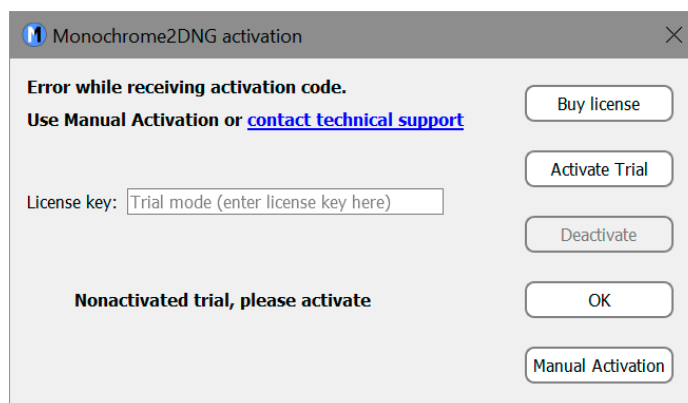 Monochrome2DNG activation
Error while receiving activation code.
Use Manual Activation or contact technical support
Buy license
Activate Trial
License key: Trial mode (enter license key here)
Deactivate
Nonactivated trial, please activate
OK
Manual Activation